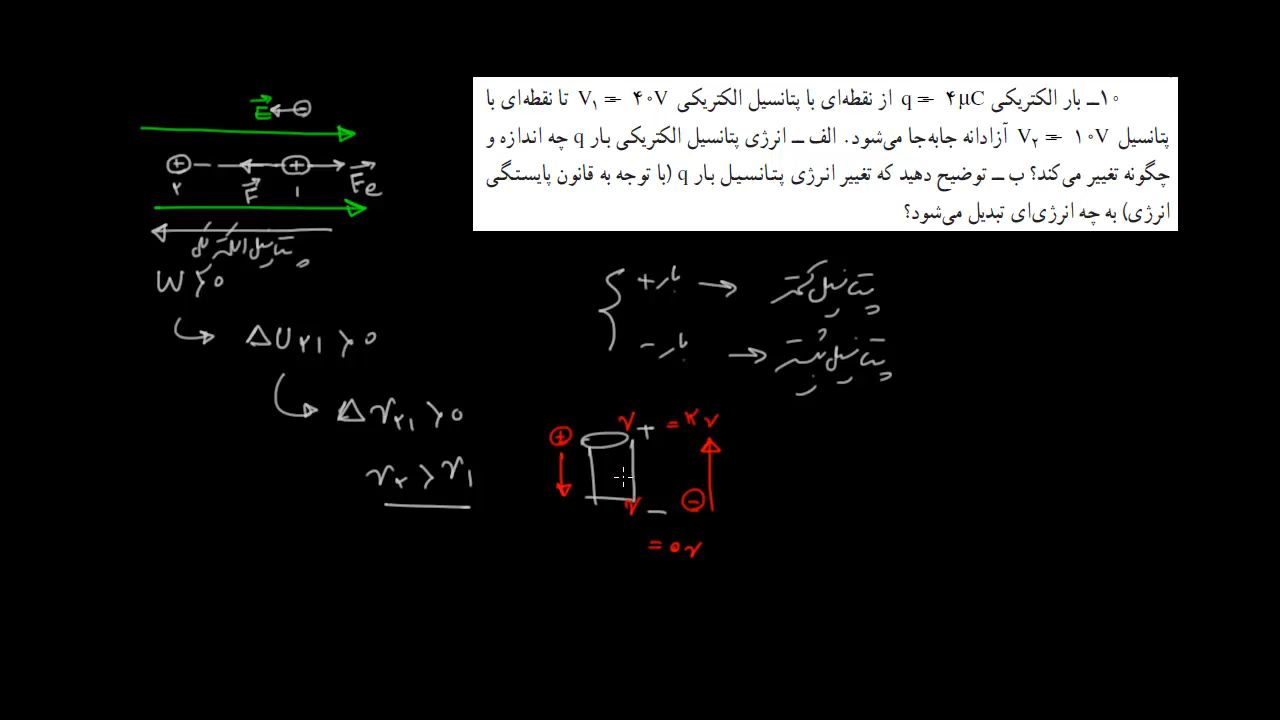 ۱۰ــ بار الکتریکی q = ۴μC از نقطه‌ای با پتانسیل الکتریکی V₁ = ۴۰V تا نقطه‌ای با
پتانسیل V₂ = ۱۰V آزادانه جابه‌جا می‌شود. الف ــ انرژی پتانسیل الکتریکی بار q چه اندازه و
چگونه تغییر می‌کند؟ ب ــ توضیح دهید که تغییر انرژی پتانسیل بار q (با توجه به قانون پایستگی
انرژی) به چه انرژی‌ای تبدیل می‌شود؟
E
F
Fe
۲
۱
پتانسیل الکتریکی
W > 0
ΔU۲۱ > 0
ΔV۲۱ > 0
V۲ > V۱
بار + → پتانسیل کمتر
بار - → پتانسیل بیشتر
V + = ۲V
V -
= 0V